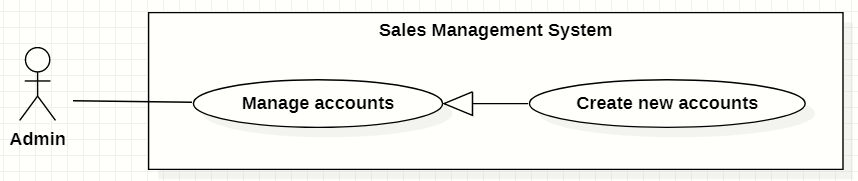 Sales Management System
Manage accounts
Create new accounts
Admin